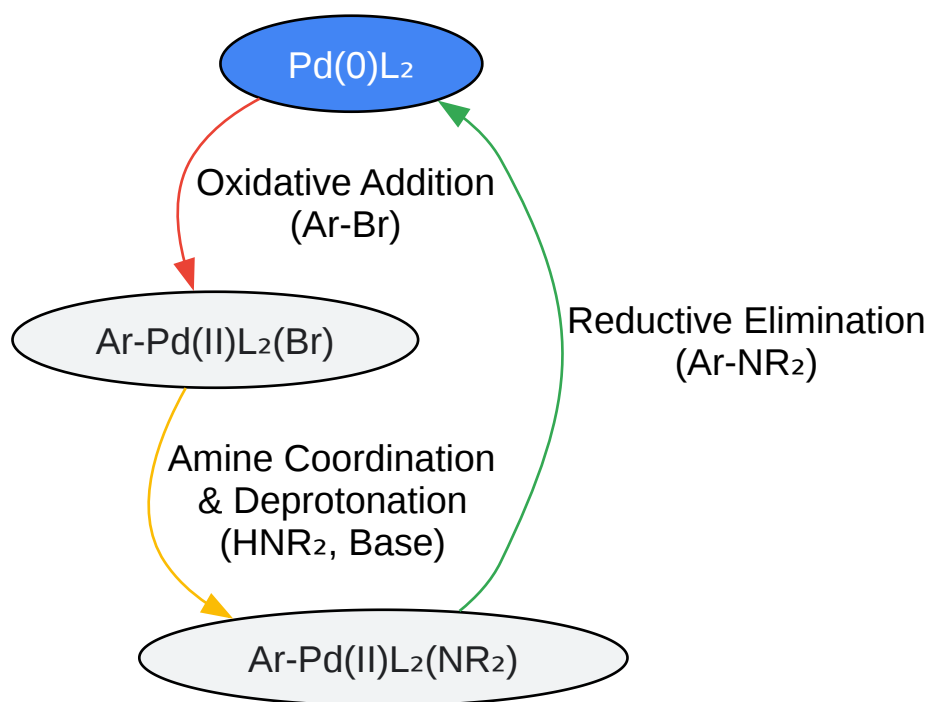 Pd(0)L₂
Oxidative Addition
(Ar-Br)
Ar-Pd(II)L₂(Br)
Reductive Elimination
(Ar-NR₂)
Amine Coordination
& Deprotonation
(HNR₂, Base)
Ar-Pd(II)L₂(NR₂)